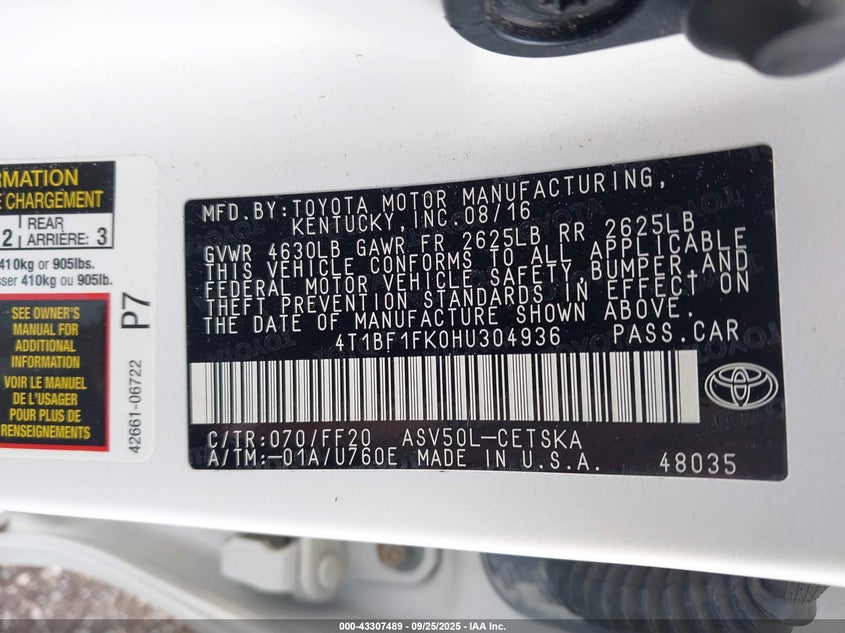 RMATION
E CHARGEMENT
2 REAR ARRIÈRE: 3
410kg or 905lbs.
sser 410kg ou 905lb.
SEE OWNER'S
MANUAL FOR
ADDITIONAL
INFORMATION
VOIR LE MANUEL
DE L'USAGER
POUR PLUS DE
RENSEIGNEMENTS
P7
42661-06722
MFD.BY:TOYOTA MOTOR MANUFACTURING,
KENTUCKY,INC.08/16
GVWR 4630LB GAWR FR 2625LB RR 2625LB
THIS VEHICLE CONFORMS TO ALL APPLICABLE
FEDERAL MOTOR VEHICLE SAFETY,BUMPER,AND
THEFT PREVENTION STANDARDS IN EFFECT ON
THE DATE OF MANUFACTURE SHOWN ABOVE.
4T1BF1FK0HU304936 PASS.CAR
C/TR:070/FF20 ASV50L-CETSKA
A/TM:-01A/U760E MADE IN U.S.A. 48035
000-43307489 - 09/25/2025 - IAA Inc.